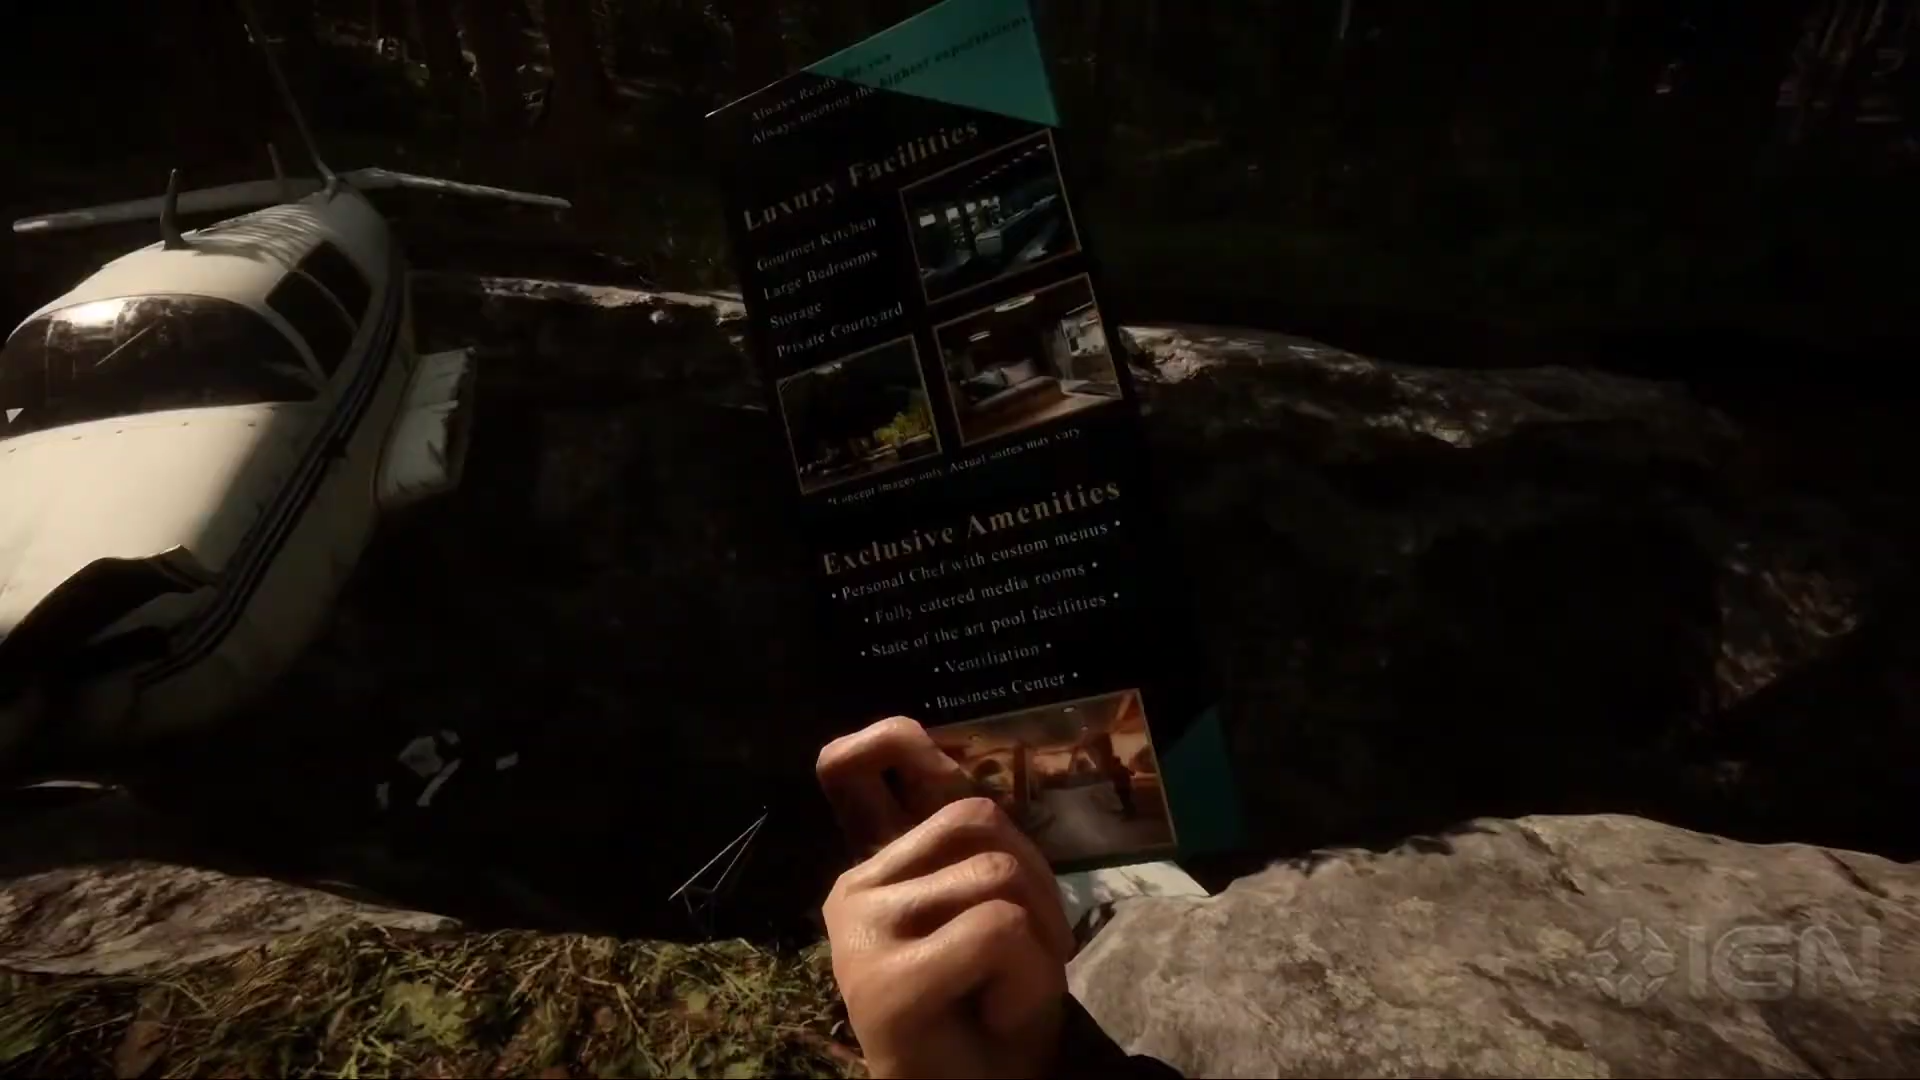 Always Ready for you
Always meeting the highest expectations
Luxury Facilities
Gourmet Kitchen
Large Bedrooms
Storage
Private Courtyard
*Concept images only. Actual suites may vary
Exclusive Amenities
• Personal Chef with custom menus •
• Fully catered media rooms •
• State of the art pool facilities •
• Ventiliation •
• Business Center •
IGN